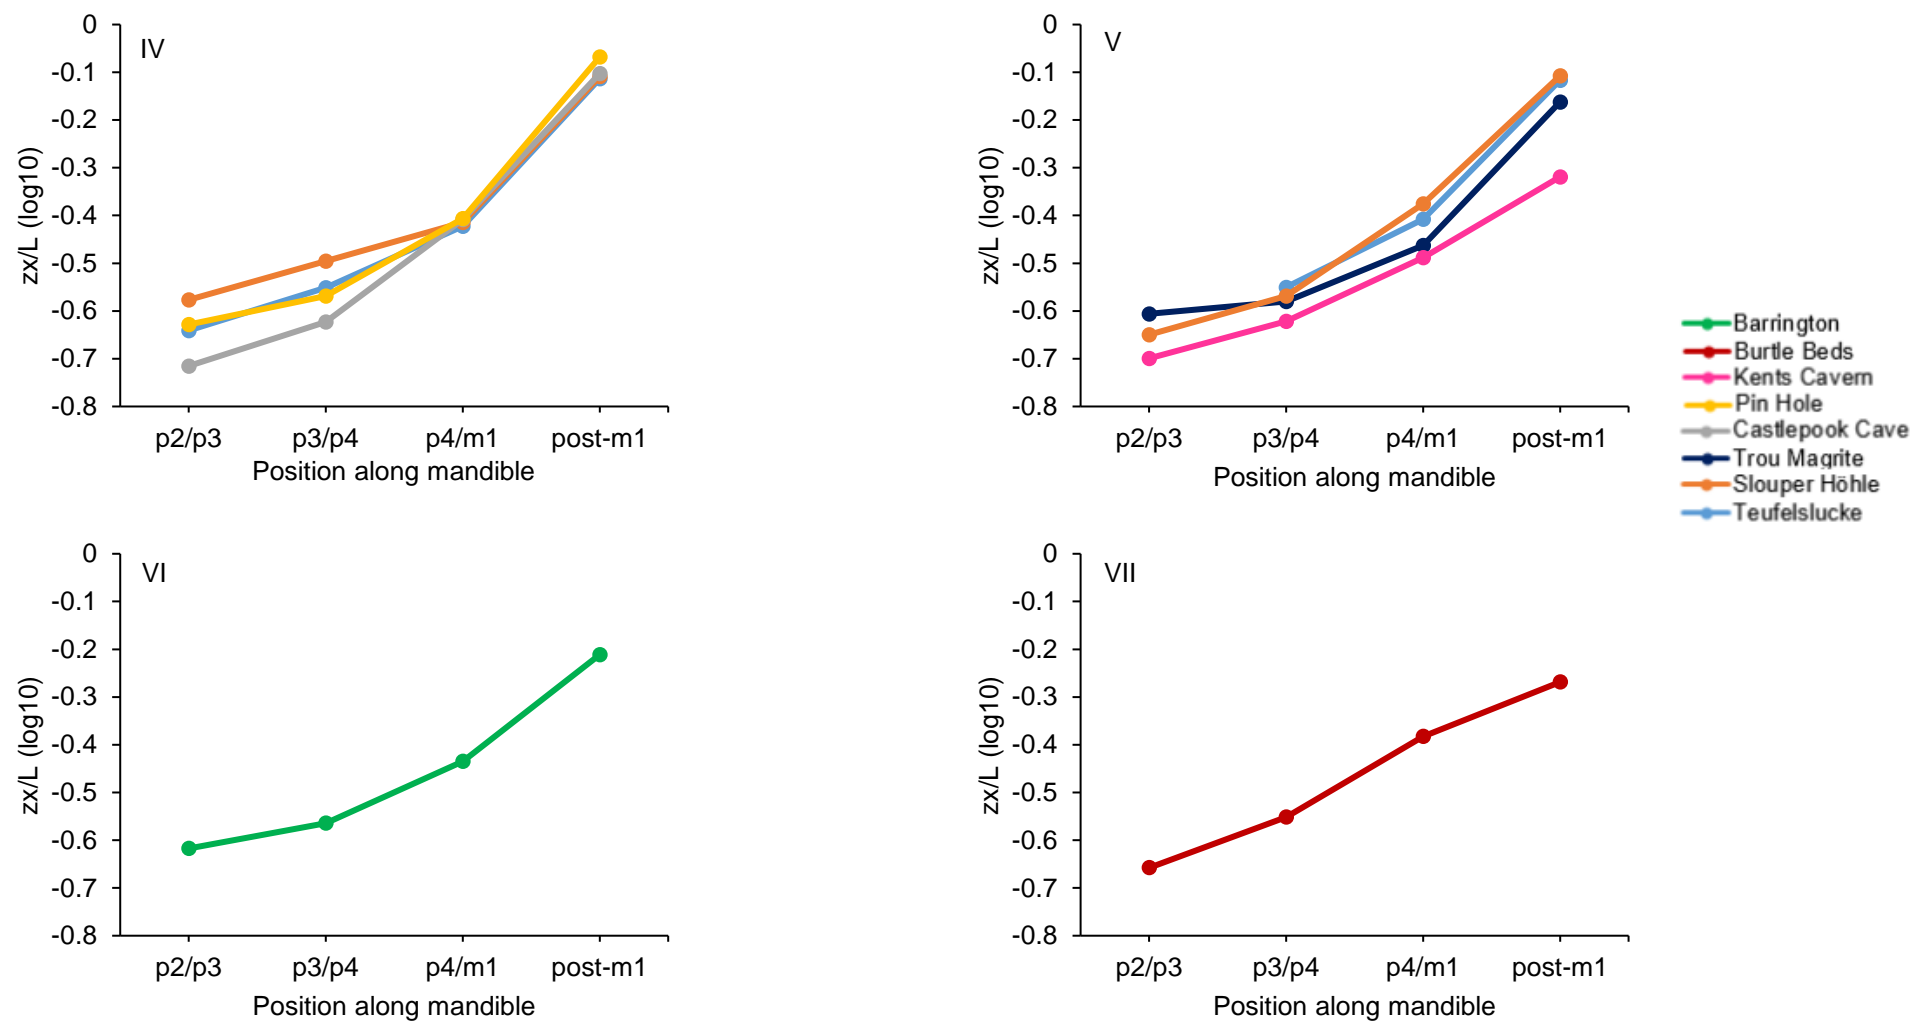 IV
0
-0.1
-0.2
-0.3
-0.4
-0.5
-0.6
-0.7
-0.8
zx/L (log10)
p2/p3 p3/p4 p4/m1 post-m1
Position along mandible
V
0
-0.1
-0.2
-0.3
-0.4
-0.5
-0.6
-0.7
-0.8
zx/L (log10)
p2/p3 p3/p4 p4/m1 post-m1
Position along mandible
Barrington
Burtle Beds
Kents Cavern
Pin Hole
Castlepook Cave
Trou Magrite
Slouper Höhle
Teufelslucke
VI
0
-0.1
-0.2
-0.3
-0.4
-0.5
-0.6
-0.7
-0.8
zx/L (log10)
p2/p3 p3/p4 p4/m1 post-m1
Position along mandible
VII
0
-0.1
-0.2
-0.3
-0.4
-0.5
-0.6
-0.7
-0.8
zx/L (log10)
p2/p3 p3/p4 p4/m1 post-m1
Position along mandible